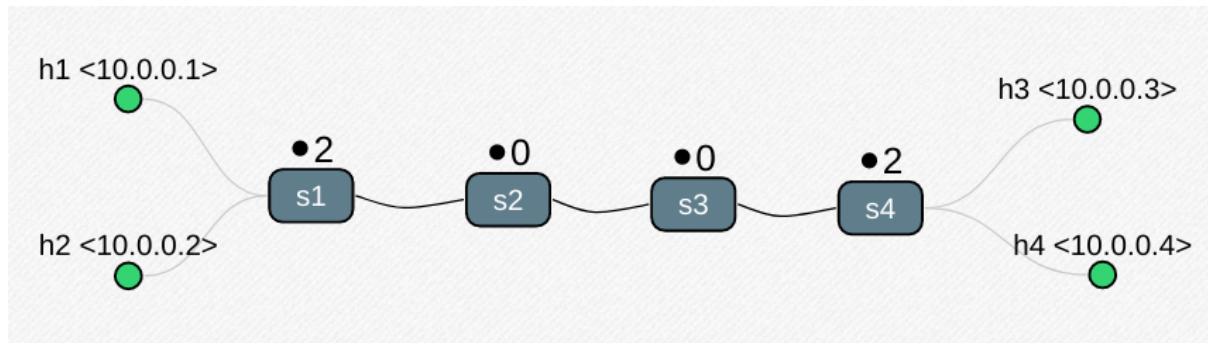 h1 <10.0.0.1>
h3 <10.0.0.3>
●2
●0
●0
●2
s1
s2
s3
s4
h2 <10.0.0.2>
h4 <10.0.0.4>